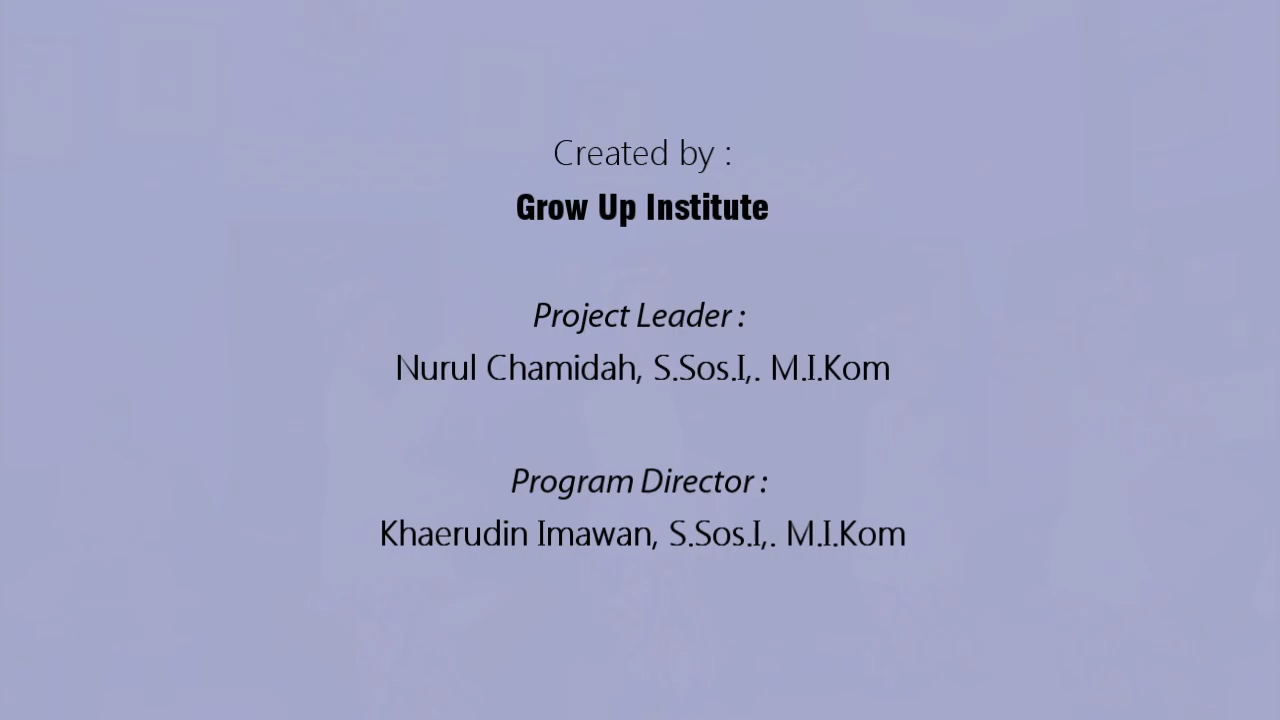 Created by :
Grow Up Institute
Project Leader :
Nurul Chamidah, S.Sos.I,. M.I.Kom
Program Director :
Khaerudin Imawan, S.Sos.I,. M.I.Kom